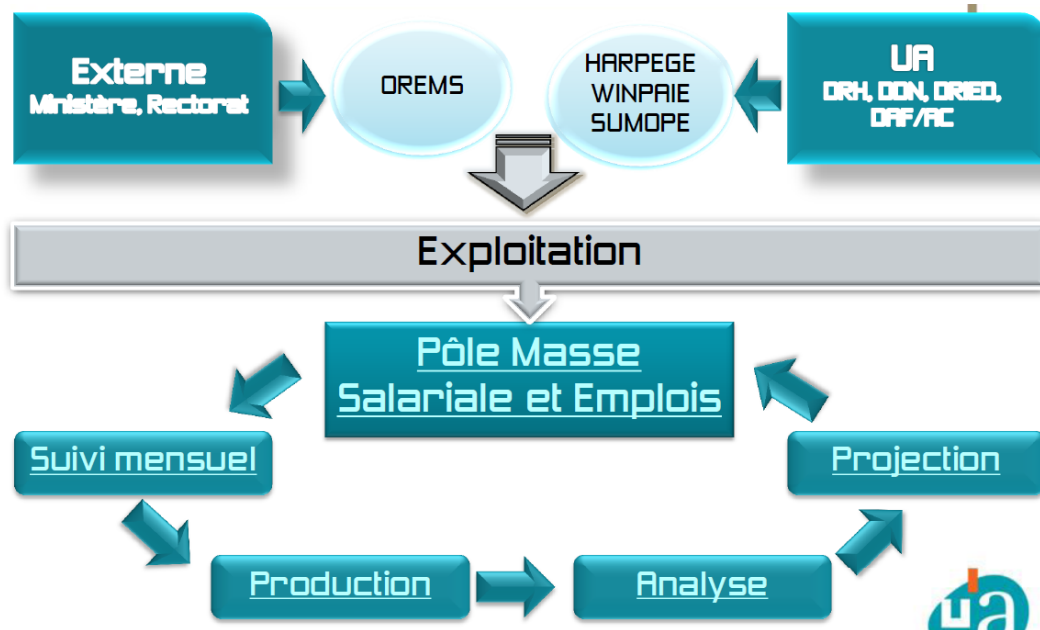 Externe
Ministère, Rectorat
OREMS
HARPEGE
WINPAIE
SUMOPE
UA
DRH, DDN, DRIED,
DAF/AC
Exploitation
Pôle Masse
Salariale et Emplois
Suivi mensuel
Projection
Production
Analyse
ua